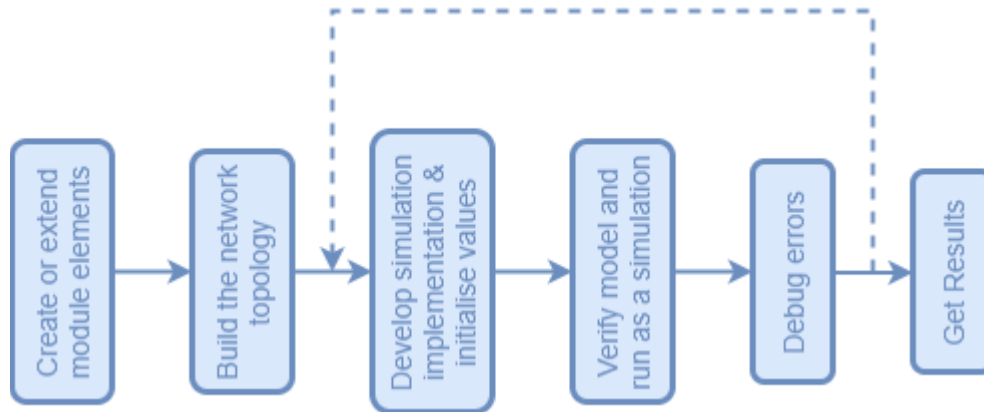 Create or extend
module elements
Build the network
topology
Develop simulation
implementation &
initialise values
Verify model and
run as a simulation
Debug errors
Get Results